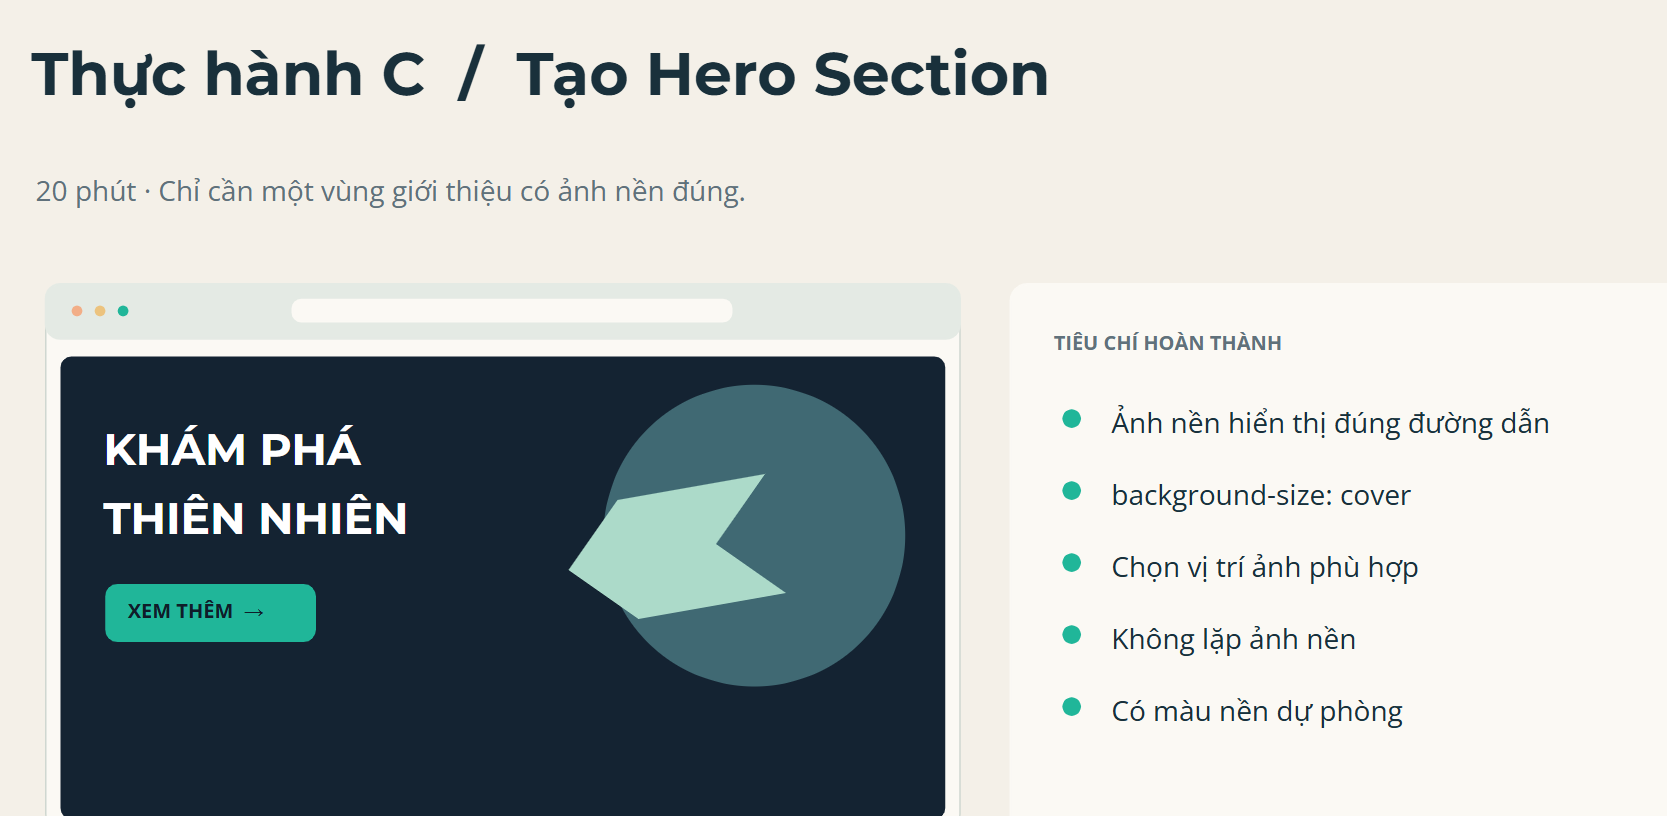 Thực hành C / Tạo Hero Section
20 phút · Chỉ cần một vùng giới thiệu có ảnh nền đúng.
KHÁM PHÁ
THIÊN NHIÊN
XEM THÊM →
TIÊU CHÍ HOÀN THÀNH
Ảnh nền hiển thị đúng đường dẫn
background-size: cover
Chọn vị trí ảnh phù hợp
Không lặp ảnh nền
Có màu nền dự phòng